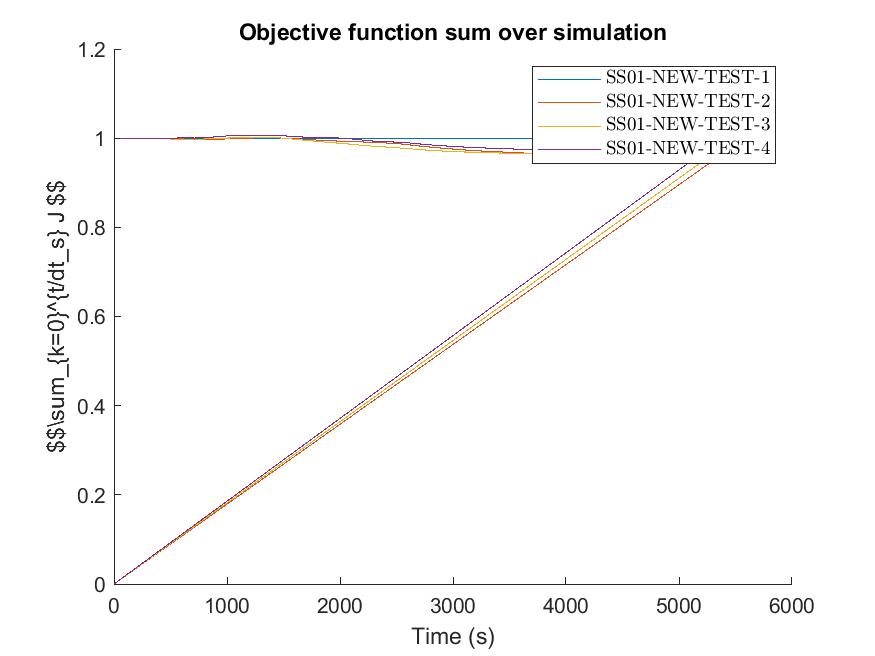 Objective function sum over simulation
1.2
1
0.8
0.6
0.4
0.2
0
$$\sum_{k=0}^{t/dt_s} J $$
SS01-NEW-TEST-1
SS01-NEW-TEST-2
SS01-NEW-TEST-3
SS01-NEW-TEST-4
0 1000 2000 3000 4000 5000 6000
Time (s)